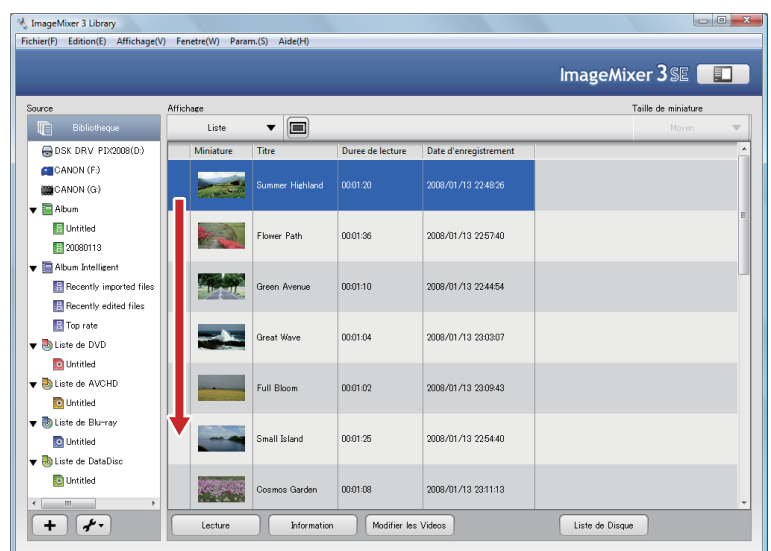 ImageMixer 3 Library
Fichier(F) Edition(E) Affichage(V) Fenetre(W) Param.(S) Aide(H)
ImageMixer 3 SE
Source
Affichage
Taille de miniature
Bibliotheque
Liste
Moyen
DSK DRV PIX2008(D:)
CANON (F:)
CANON (G:)
Album
Untitled
20080113
Album Intelligent
Recently imported files
Recently edited files
Top rate
Liste de DVD
Untitled
Liste de AVCHD
Untitled
Liste de Blu-ray
Untitled
Liste de DataDisc
Untitled
Miniature Titre Duree de lecture Date d'enregistrement
Summer Highland 00:01:20 2008/01/13 22:48:26
Flower Path 00:01:36 2008/01/13 22:57:40
Green Avenue 00:01:10 2008/01/13 22:44:54
Great Wave 00:01:04 2008/01/13 23:03:07
Full Bloom 00:01:02 2008/01/13 23:09:43
Small Island 00:01:25 2008/01/13 22:54:40
Cosmos Garden 00:01:08 2008/01/13 23:11:13
Lecture Information Modifier les Videos Liste de Disque